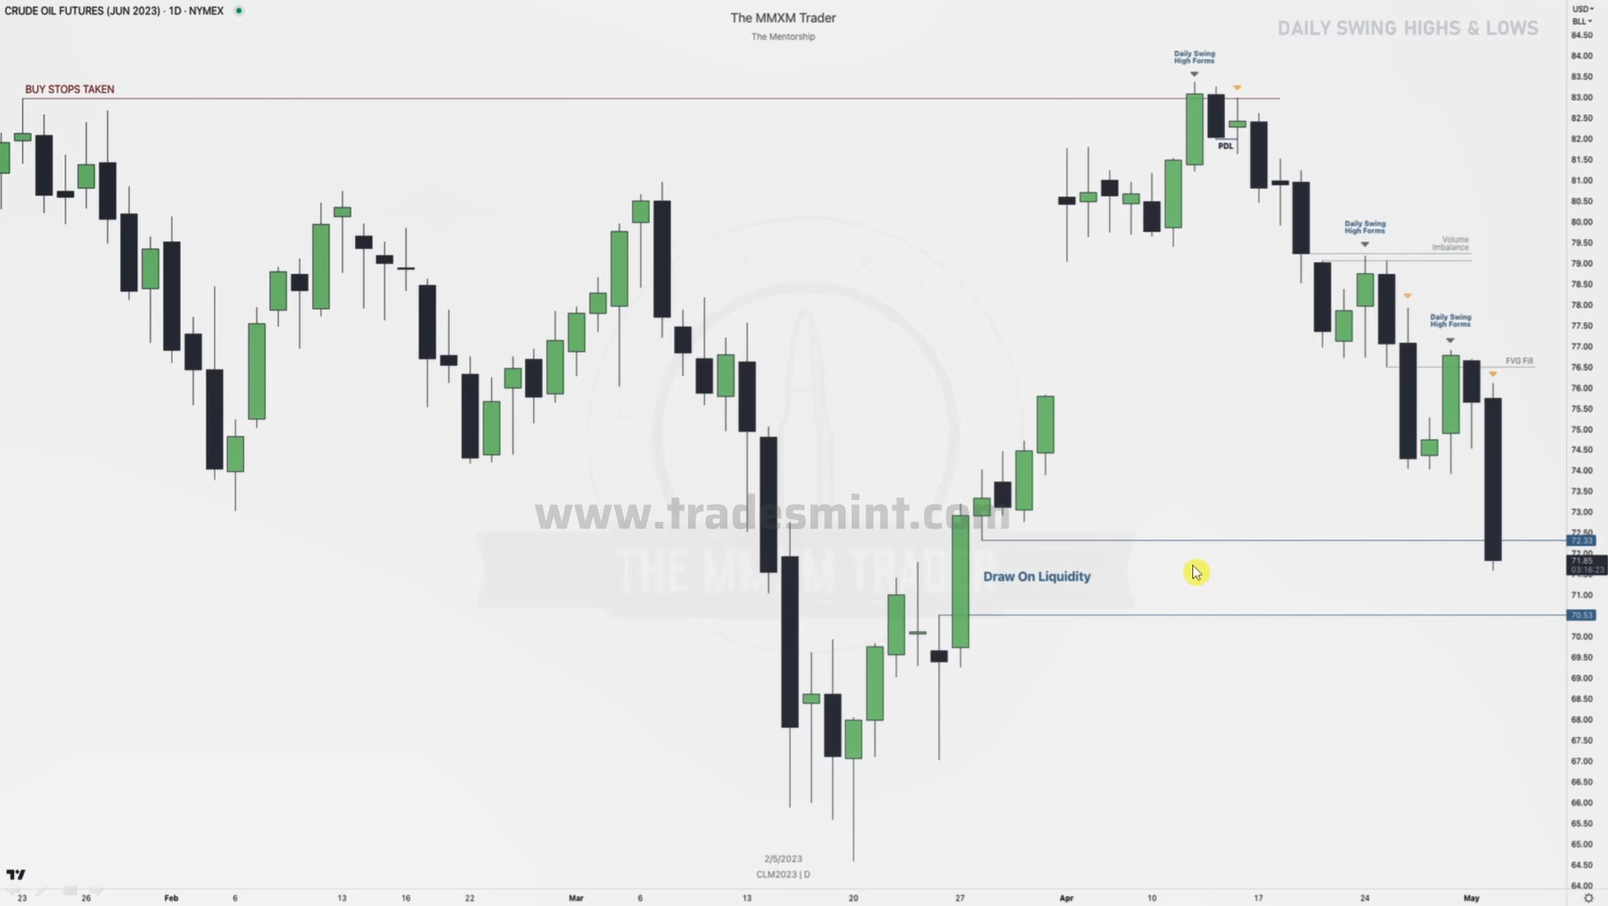 CRUDE OIL FUTURES (JUN 2023) · 1D · NYMEX
The MMXM Trader
The Mentorship
DAILY SWING HIGHS & LOWS
USD
BLL
BUY STOPS TAKEN
Daily Swing
High Forms
PDL
Daily Swing
High Forms
Volume
Imbalance
Daily Swing
High Forms
FVG Fill
www.tradesmint.com
THE MMXM TRADER
Draw On Liquidity
2/5/2023
CLM2023 | D
84.50
84.00
83.50
83.00
82.50
82.00
81.50
81.00
80.50
80.00
79.50
79.00
78.50
78.00
77.50
77.00
76.50
76.00
75.50
75.00
74.50
74.00
73.50
73.00
72.50
72.33
72.00
71.85
03:16:23
71.00
70.53
70.00
69.50
69.00
68.50
68.00
67.50
67.00
66.50
66.00
65.50
65.00
64.50
64.00
23 26 Feb 6 13 16 22 Mar 6 13 20 27 Apr 10 17 24 May